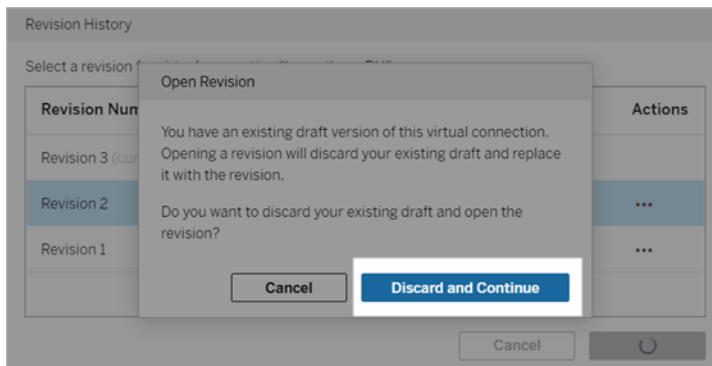 Revision History
Select a revision
Open Revision
Revision Num
Actions
You have an existing draft version of this virtual connection.
Opening a revision will discard your existing draft and replace
it with the revision.
Revision 3 (cur
Revision 2
•••
Do you want to discard your existing draft and open the
revision?
Revision 1
•••
Cancel
Discard and Continue
Cancel